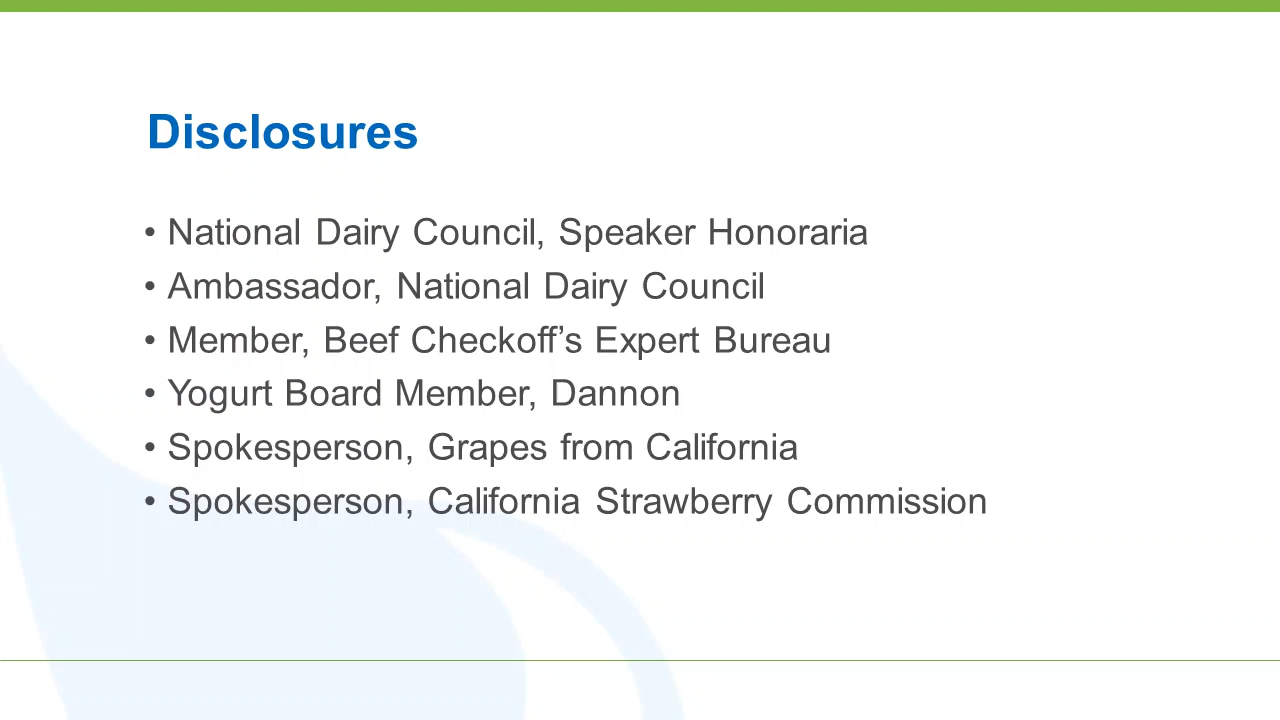 Disclosures
• National Dairy Council, Speaker Honoraria
• Ambassador, National Dairy Council
• Member, Beef Checkoff’s Expert Bureau
• Yogurt Board Member, Dannon
• Spokesperson, Grapes from California
• Spokesperson, California Strawberry Commission